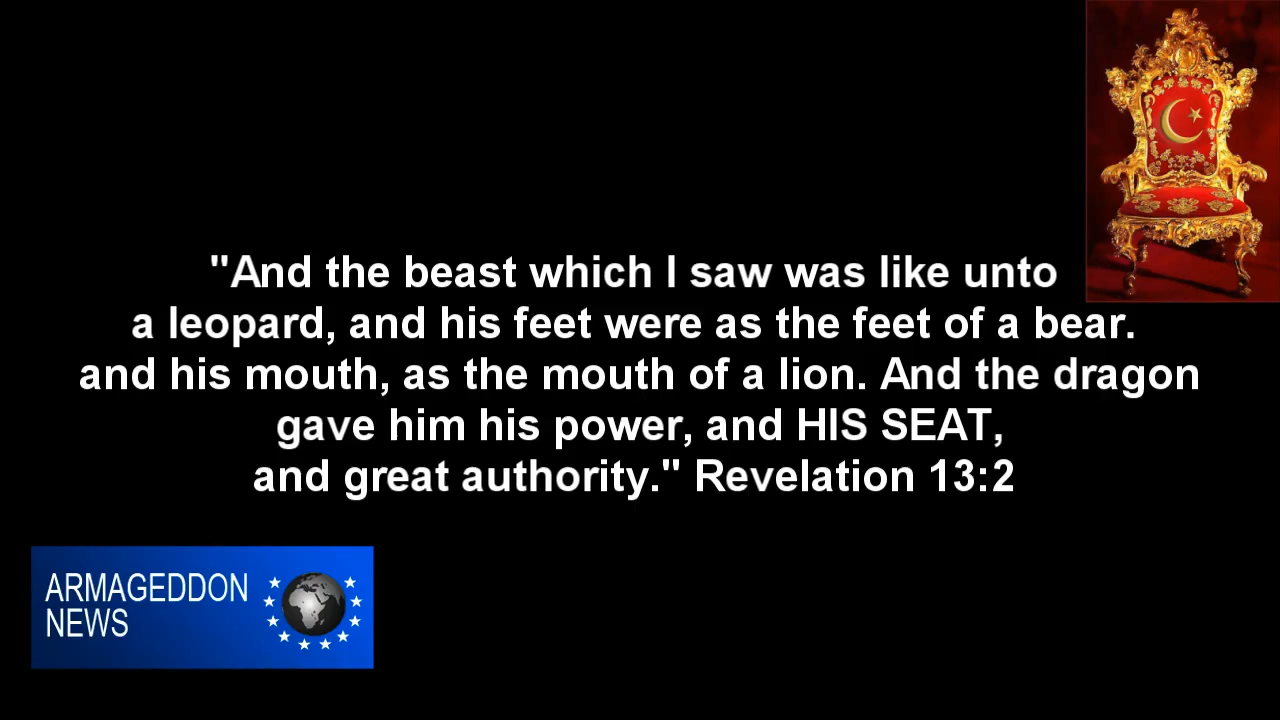 "And the beast which I saw was like unto
a leopard, and his feet were as the feet of a bear.
and his mouth, as the mouth of a lion. And the dragon
gave him his power, and HIS SEAT,
and great authority." Revelation 13:2
ARMAGEDDON
NEWS